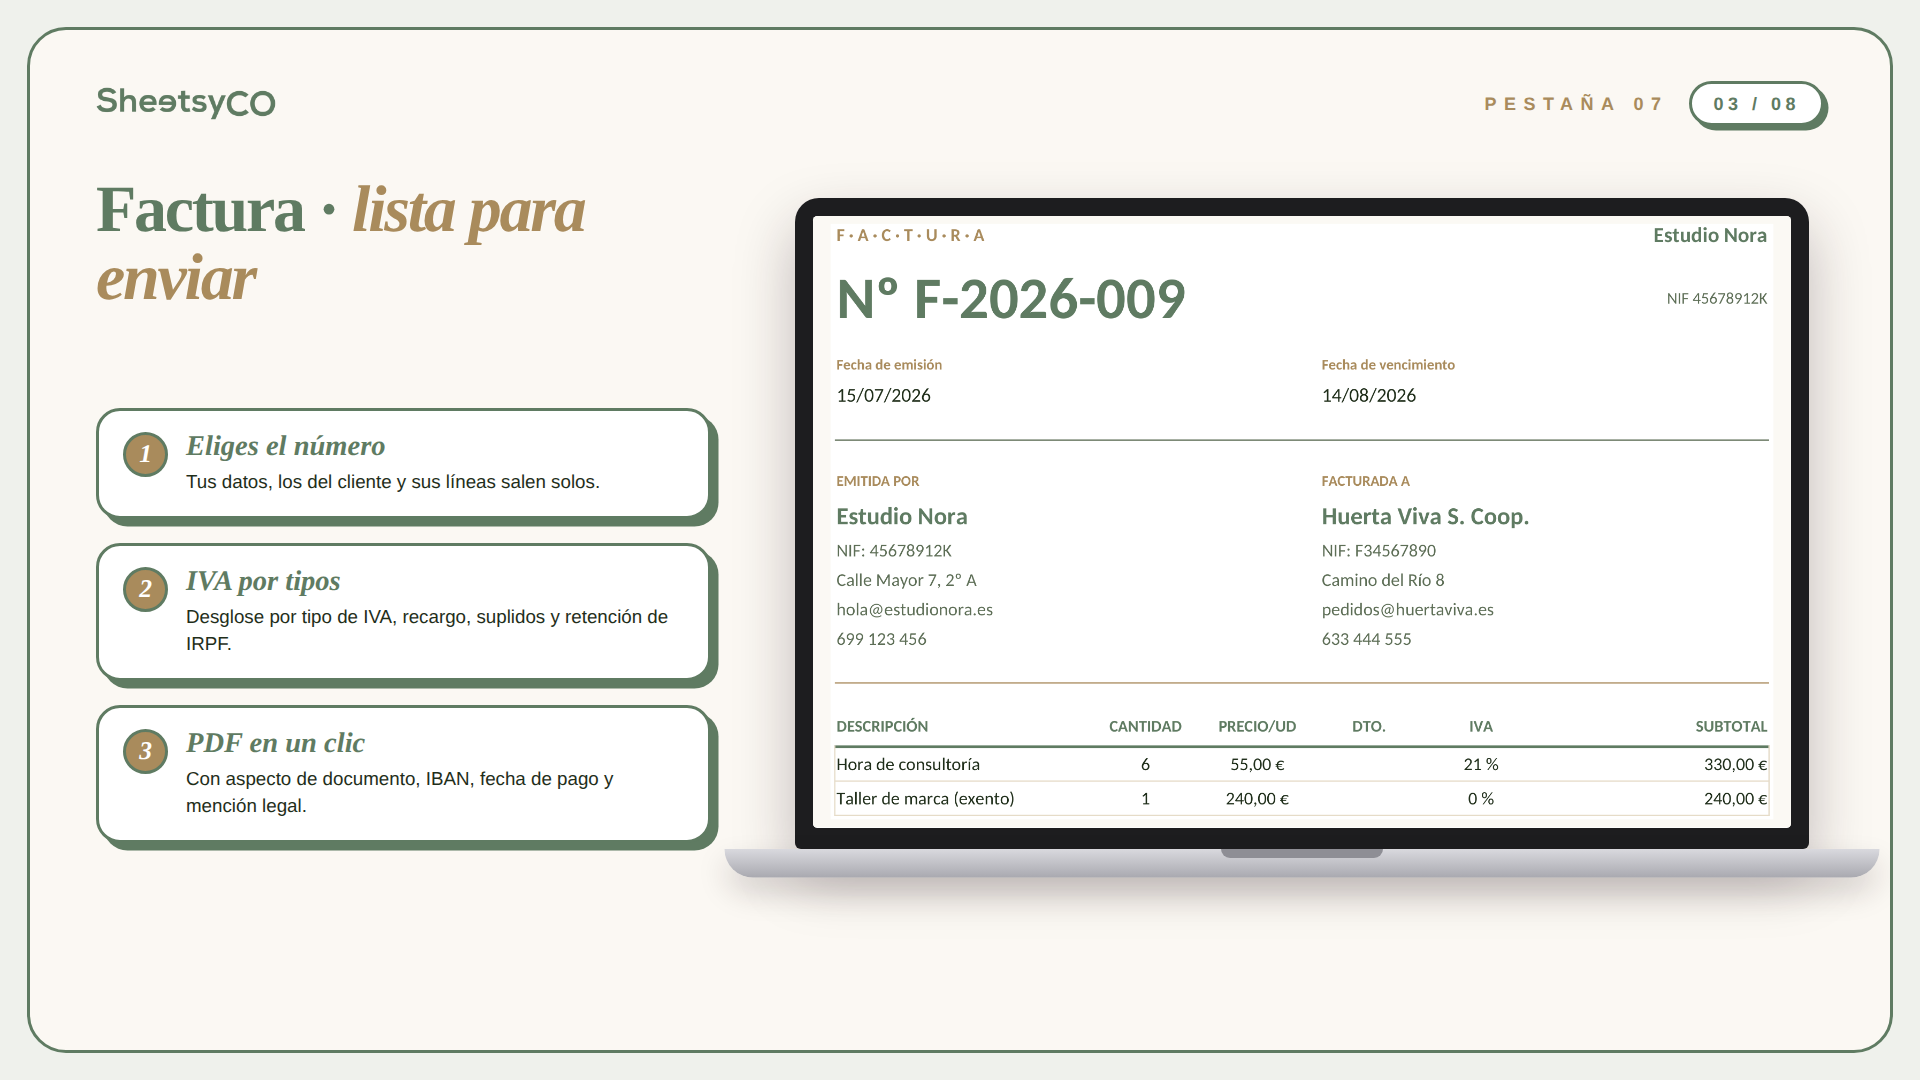 SheetsyCO
PESTAÑA 07
03 / 08
Factura · lista para
enviar
1
Eliges el número
Tus datos, los del cliente y sus líneas salen solos.
2
IVA por tipos
Desglose por tipo de IVA, recargo, suplidos y retención de
IRPF.
3
PDF en un clic
Con aspecto de documento, IBAN, fecha de pago y
mención legal.
F·A·C·T·U·R·A
Estudio Nora
Nº F-2026-009
NIF 45678912K
Fecha de emisión
Fecha de vencimiento
15/07/2026
14/08/2026
EMITIDA POR
FACTURADA A
Estudio Nora
Huerta Viva S. Coop.
NIF: 45678912K
NIF: F34567890
Calle Mayor 7, 2º A
Camino del Río 8
hola@estudionora.es
pedidos@huertaviva.es
699 123 456
633 444 555
DESCRIPCIÓN CANTIDAD PRECIO/UD DTO. IVA SUBTOTAL
Hora de consultoría 6 55,00 € 21 % 330,00 €
Taller de marca (exento) 1 240,00 € 0 % 240,00 €